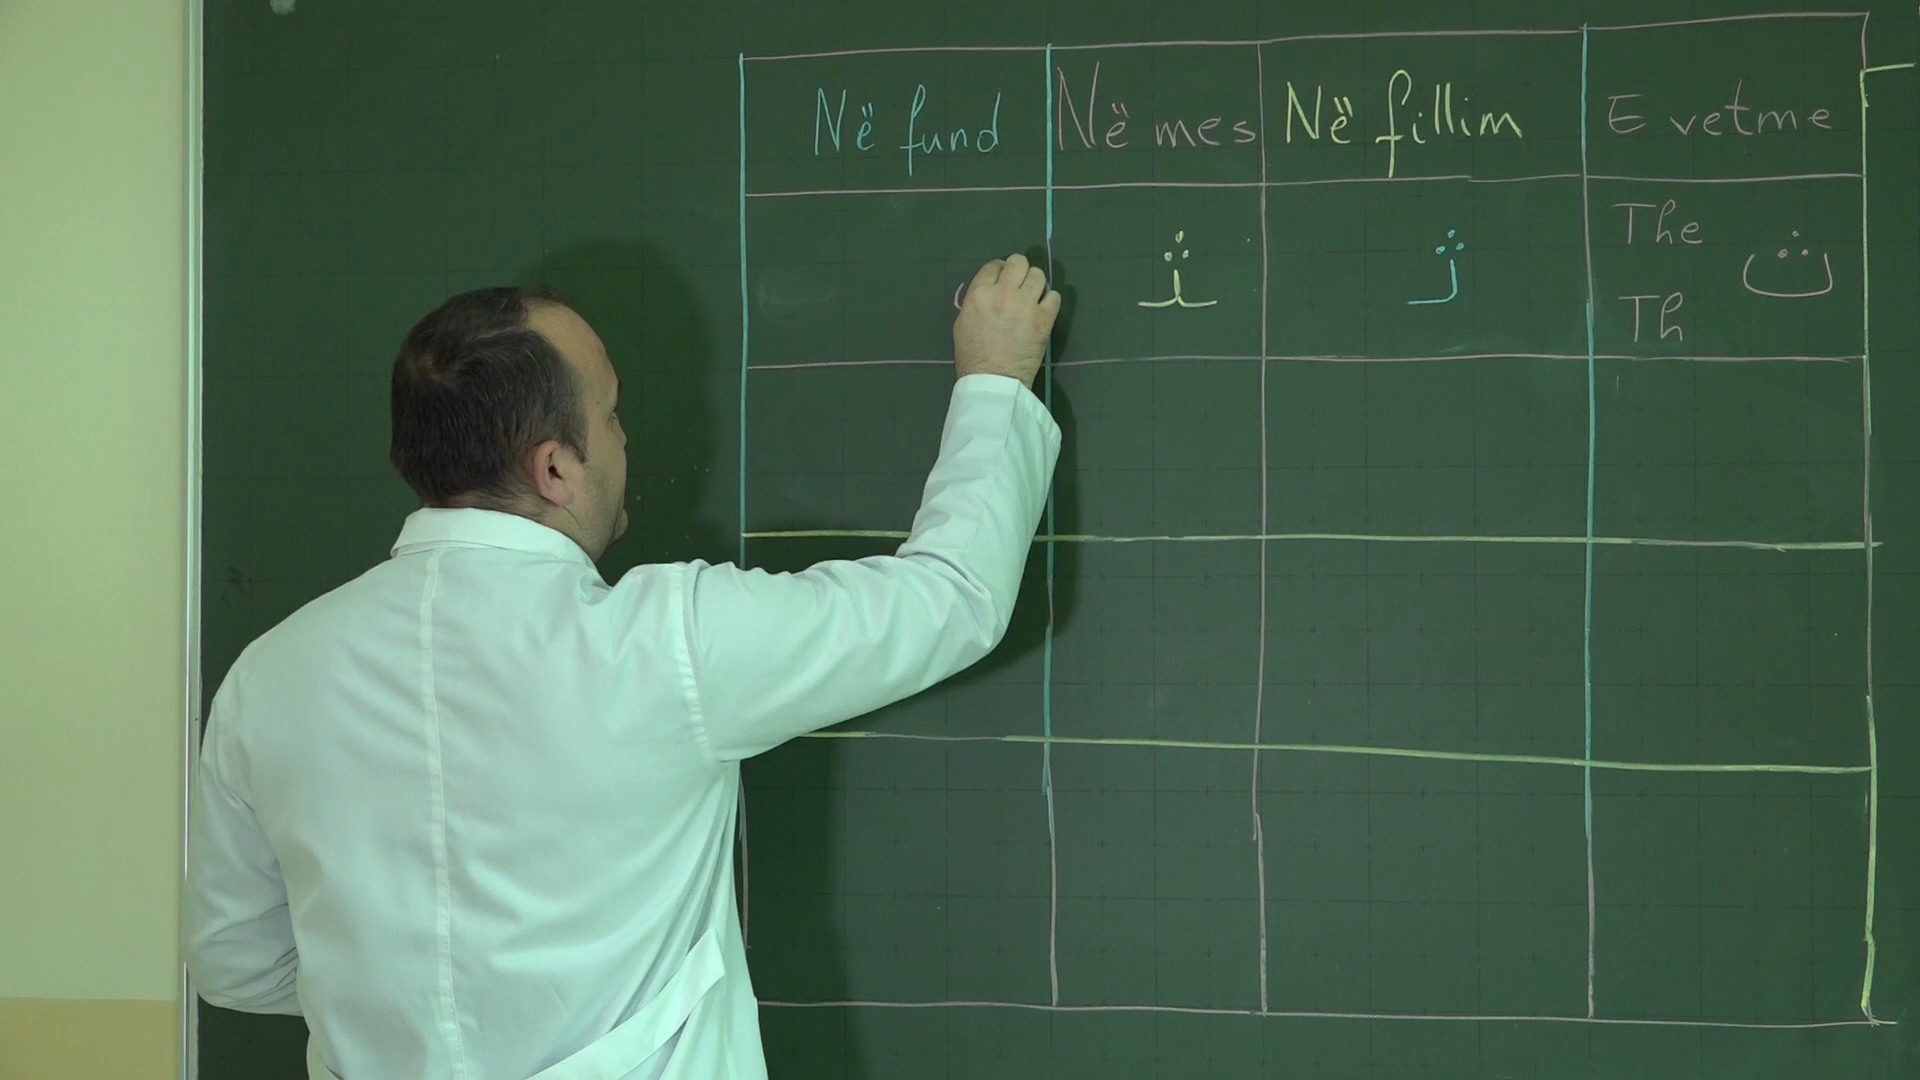 Në fund Në mes Në fillim E vetme
The
ـثـ ثـ ث
Th